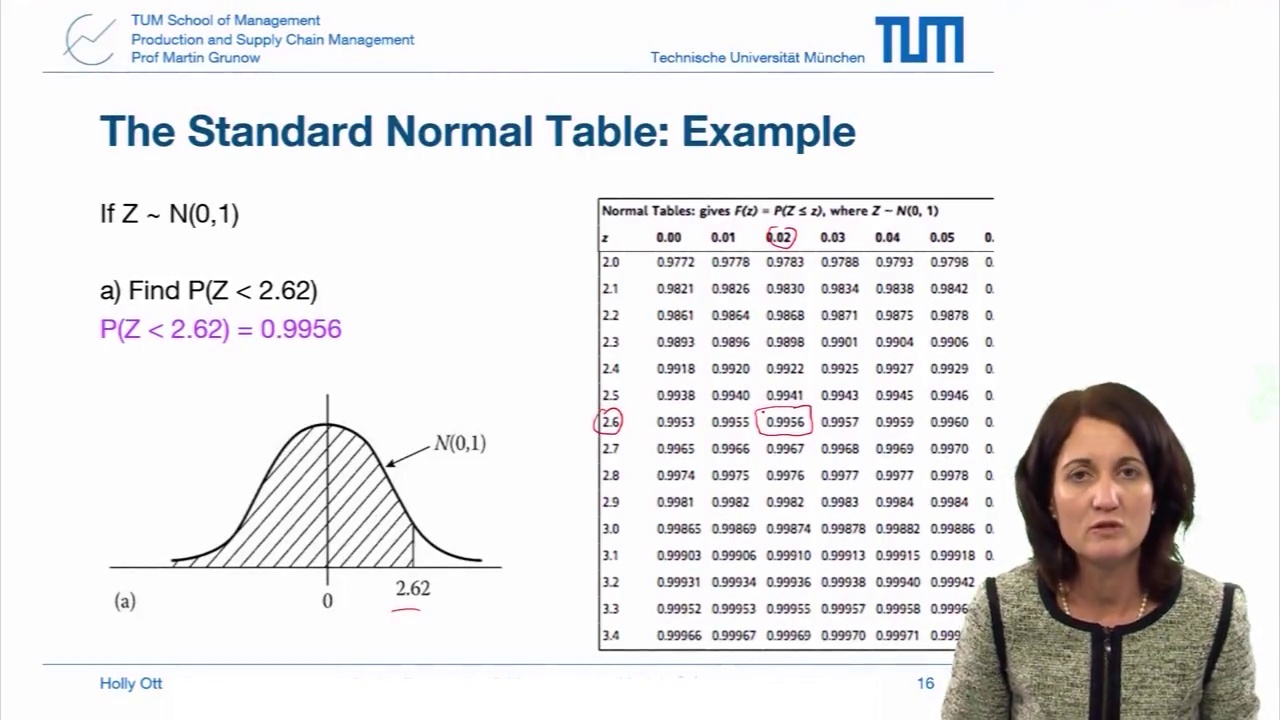 TUM School of Management
Production and Supply Chain Management
Prof Martin Grunow
Technische Universität München
TUM
The Standard Normal Table: Example
If Z ~ N(0,1)
a) Find P(Z < 2.62)
P(Z < 2.62) = 0.9956
N(0,1)
2.62
(a) 0
Normal Tables: gives F(z) = P(Z ≤ z), where Z ~ N(0, 1)
z 0.00 0.01 0.02 0.03 0.04 0.05 0.
2.0 0.9772 0.9778 0.9783 0.9788 0.9793 0.9798 0.
2.1 0.9821 0.9826 0.9830 0.9834 0.9838 0.9842 0.
2.2 0.9861 0.9864 0.9868 0.9871 0.9875 0.9878 0.
2.3 0.9893 0.9896 0.9898 0.9901 0.9904 0.9906 0.
2.4 0.9918 0.9920 0.9922 0.9925 0.9927 0.9929 0.
2.5 0.9938 0.9940 0.9941 0.9943 0.9945 0.9946 0.
2.6 0.9953 0.9955 0.9956 0.9957 0.9959 0.9960 0.
2.7 0.9965 0.9966 0.9967 0.9968 0.9969 0.9970 0.
2.8 0.9974 0.9975 0.9976 0.9977 0.9977 0.9978 0.
2.9 0.9981 0.9982 0.9982 0.9983 0.9984 0.9984 0.
3.0 0.99865 0.99869 0.99874 0.99878 0.99882 0.99886 0.
3.1 0.99903 0.99906 0.99910 0.99913 0.99915 0.99918 0.
3.2 0.99931 0.99934 0.99936 0.99938 0.99940 0.99942
3.3 0.99952 0.99953 0.99955 0.99957 0.99958 0.9996
3.4 0.99966 0.99967 0.99969 0.99970 0.99971 0.999
Holly Ott
16